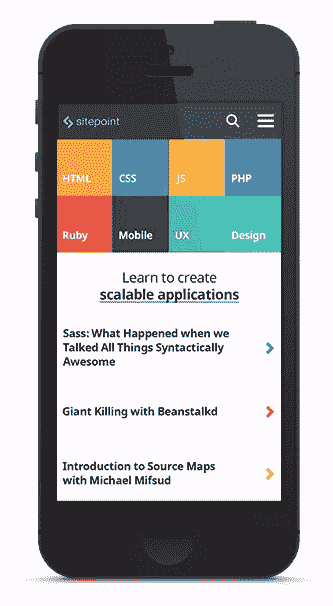 sitepoint
HTML CSS JS PHP
Ruby Mobile UX Design
Learn to create
scalable applications
Sass: What Happened when we
Talked All Things Syntactically
Awesome
Giant Killing with Beanstalkd
Introduction to Source Maps
with Michael Mifsud